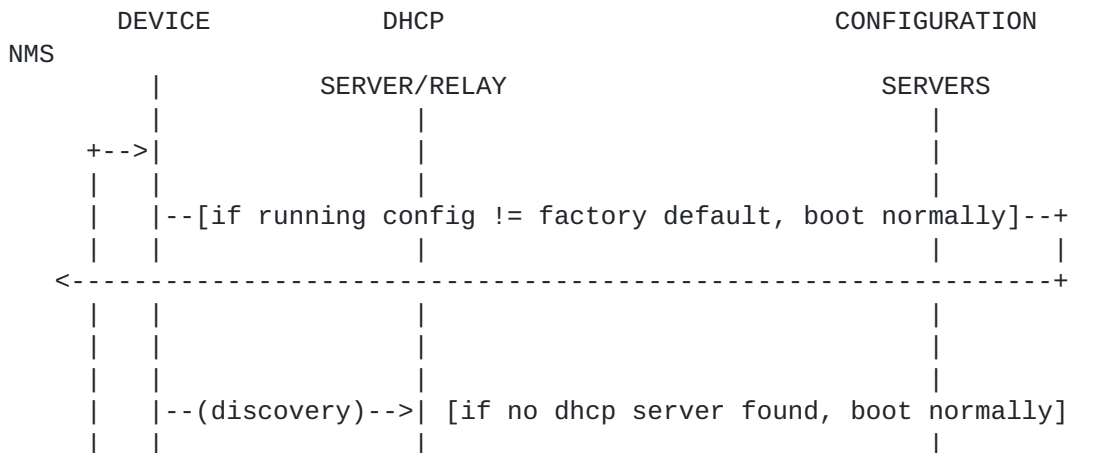 DEVICE DHCP CONFIGURATION
NMS
| SERVER/RELAY SERVERS
| | |
+-->| | |
| | | |
| |--[if running config != factory default, boot normally]--+
| | | | |
<---------------------------------------------------------------+
| | | |
| | | |
| | | |
| |--(discovery)-->| [if no dhcp server found, boot normally]
| | | |